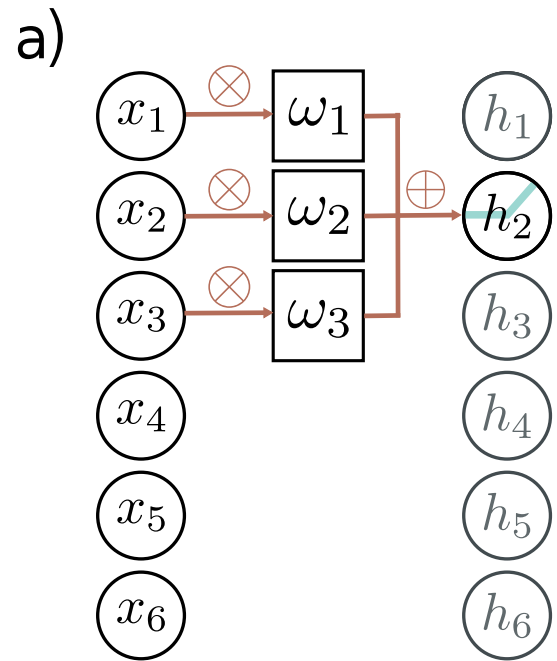 a)
x₁ ⊗ ω₁ h₁
x₂ ⊗ ω₂ ⊕ h₂
x₃ ⊗ ω₃ h₃
x₄ h₄
x₅ h₅
x₆ h₆